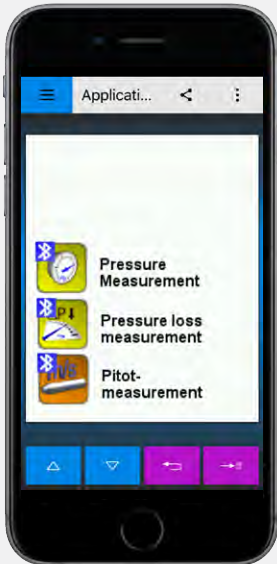 Applicati...
Pressure
Measurement
P
Pressure loss
measurement
m/s
Pitot-
measurement